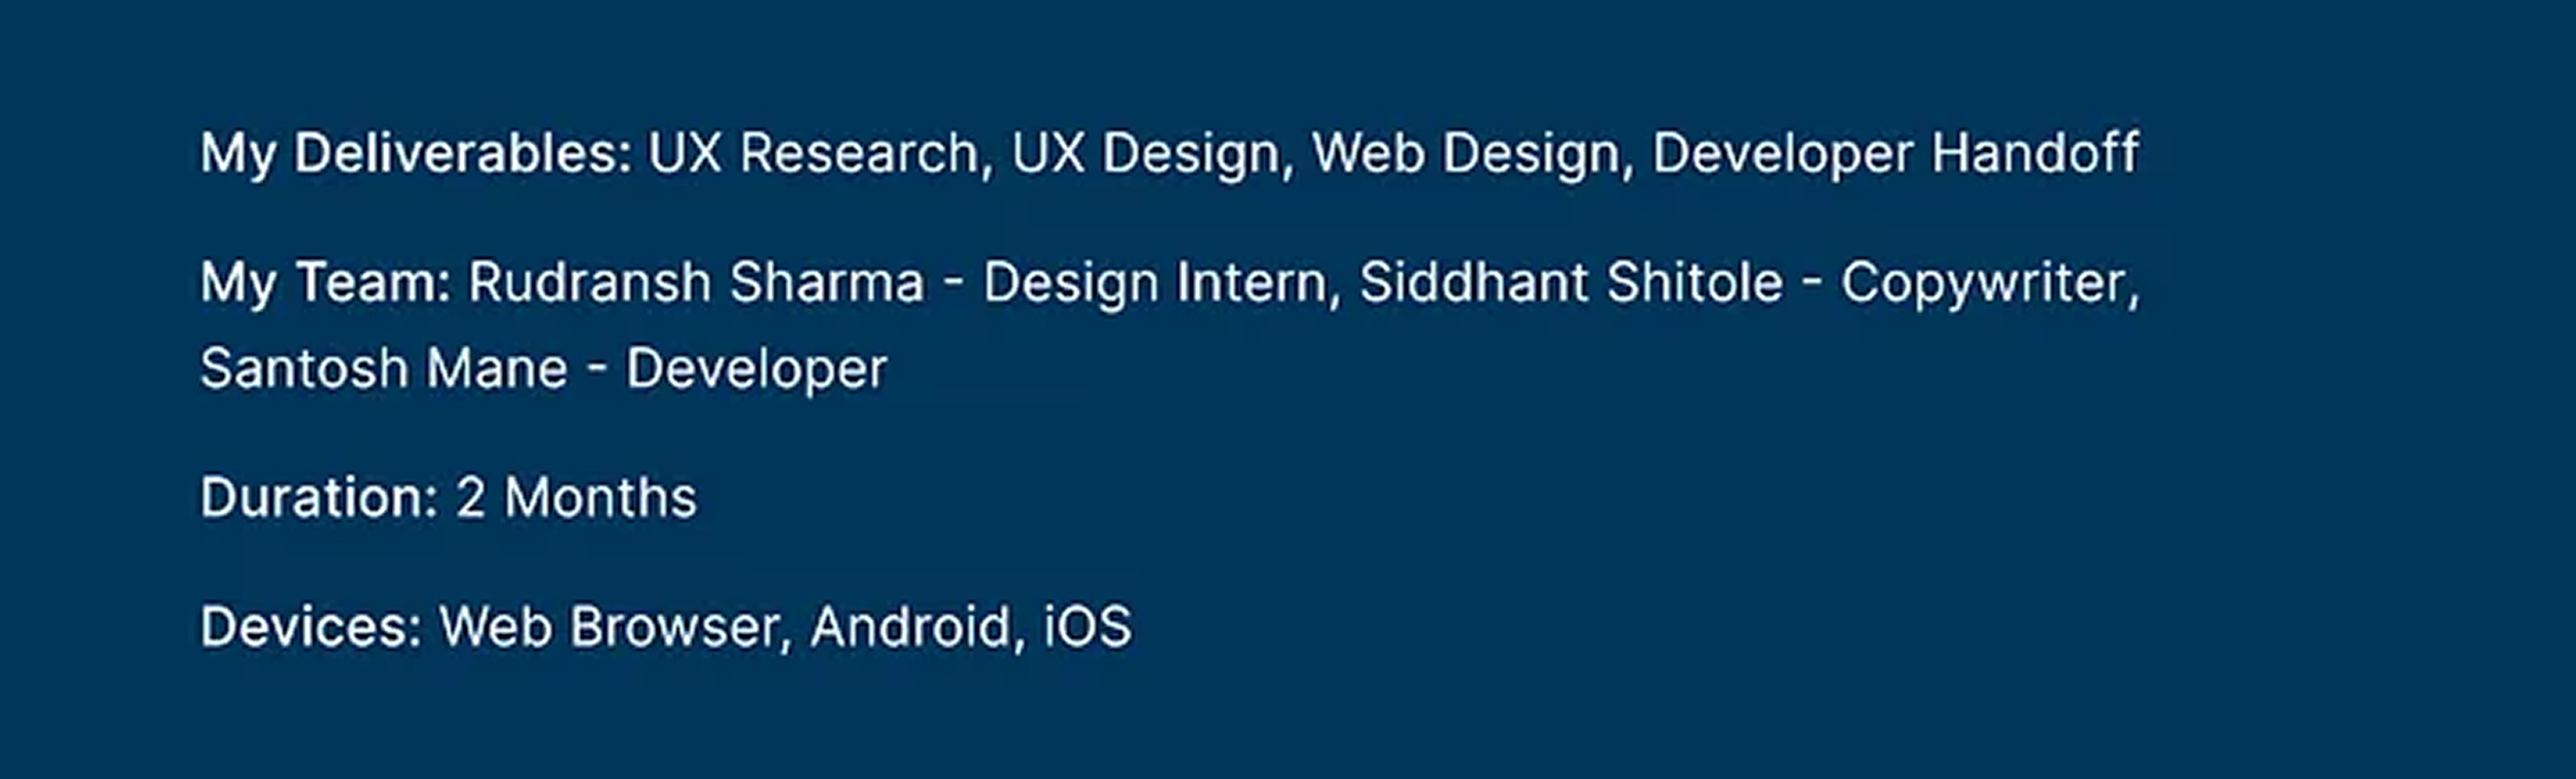 My Deliverables: UX Research, UX Design, Web Design, Developer Handoff
My Team: Rudransh Sharma - Design Intern, Siddhant Shitole - Copywriter,
Santosh Mane - Developer
Duration: 2 Months
Devices: Web Browser, Android, iOS